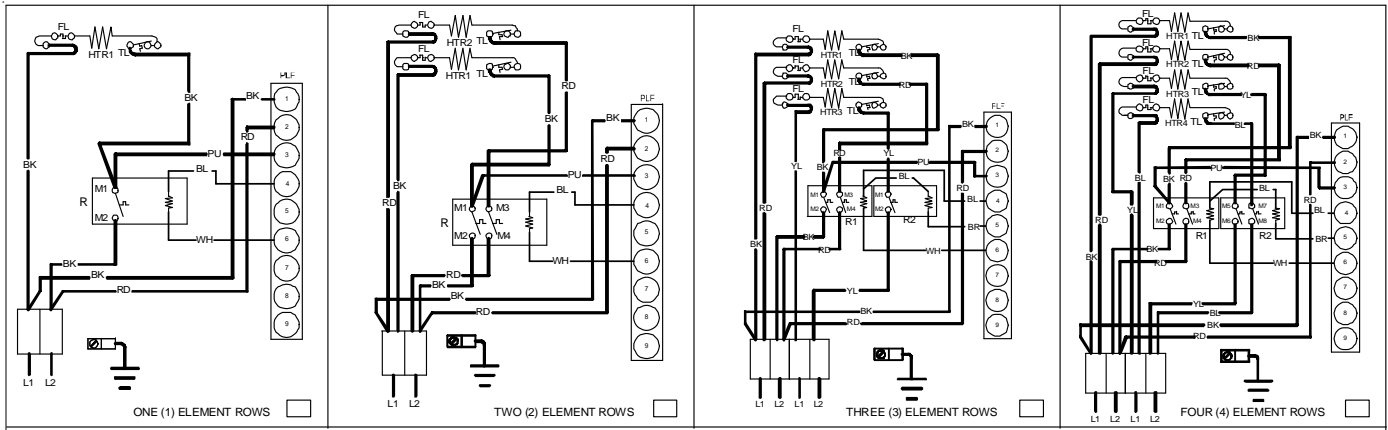 FL
HTR1
TL
BK
BK
PLF
BK
RD
PU
BL
WH
M1
R
M2
BK
BK
RD
1
2
3
4
5
6
7
8
9
L1 L2
ONE (1) ELEMENT ROWS
FL
HTR2
TL
FL
HTR1
TL
RD
BK
RD
BK
PLF
BK
RD
PU
BL
WH
M1 M3
R
M2 M4
RD
BK
BK
RD
1
2
3
4
5
6
7
8
9
L1 L2
TWO (2) ELEMENT ROWS
FL
HTR1
TL
BK
FL
HTR2
TL
RD
FL
HTR3
TL
PLF
BK
YL
BK
RD
YL
PU
RD
BL
M1 M3
M1
BL
M2 M4
M2
R1
R2
BR
RD
BK
BK
RD
WH
YL
BK
RD
1
2
3
4
5
6
7
8
9
L1 L2 L1 L2
THREE (3) ELEMENT ROWS
FL
HTR1
TL
BK
FL
HTR2
TL
RD
FL
HTR3
TL
YL
FL
HTR4
TL
BL
PLF
BK
RD
PU
BL
BK
RD
YL
BL
BL
RD
M1 M3
M5 M7
BL
M2 M4
M6 M8
R1
R2
BR
RD
YL
BK
BK
RD
WH
YL
BL
BK
RD
1
2
3
4
5
6
7
8
9
L1 L2 L1 L2
FOUR (4) ELEMENT ROWS